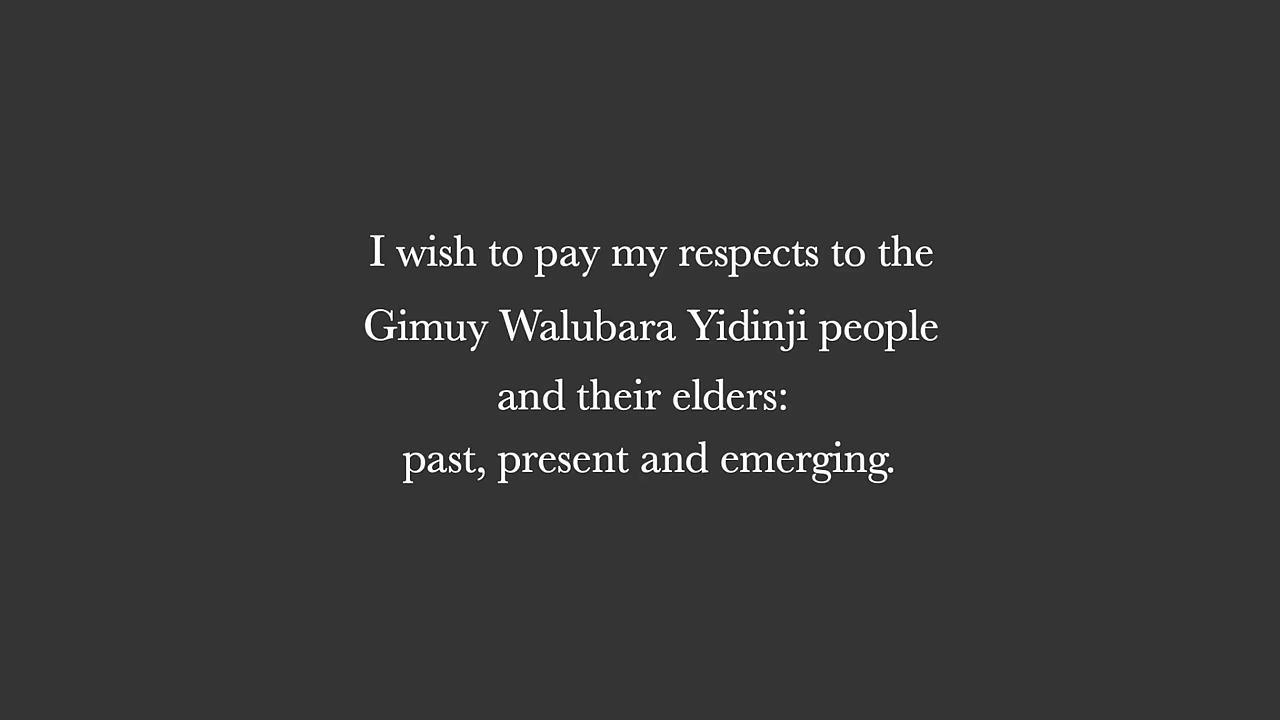 I wish to pay my respects to the
Gimuy Walubara Yidinji people
and their elders:
past, present and emerging.